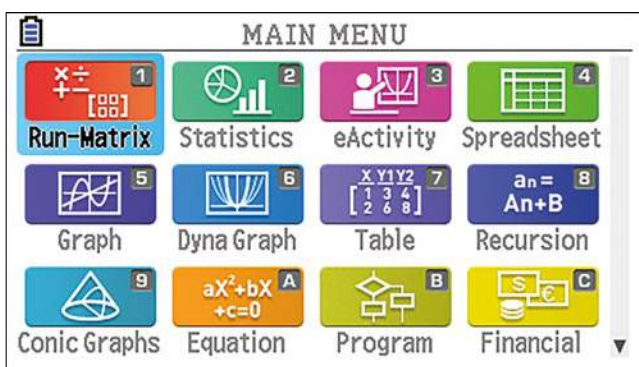 MAIN MENU
×÷ 1
+− [88]
Run-Matrix
2
Statistics
3
eActivity
4
Spreadsheet
5
Graph
6
Dyna Graph
X Y1 Y2 7
1 3 4
2 6 8
Table
an= 8
An+B
Recursion
9
Conic Graphs
aX²+bX A
+c=0
Equation
B
Program
$ € C
Financial